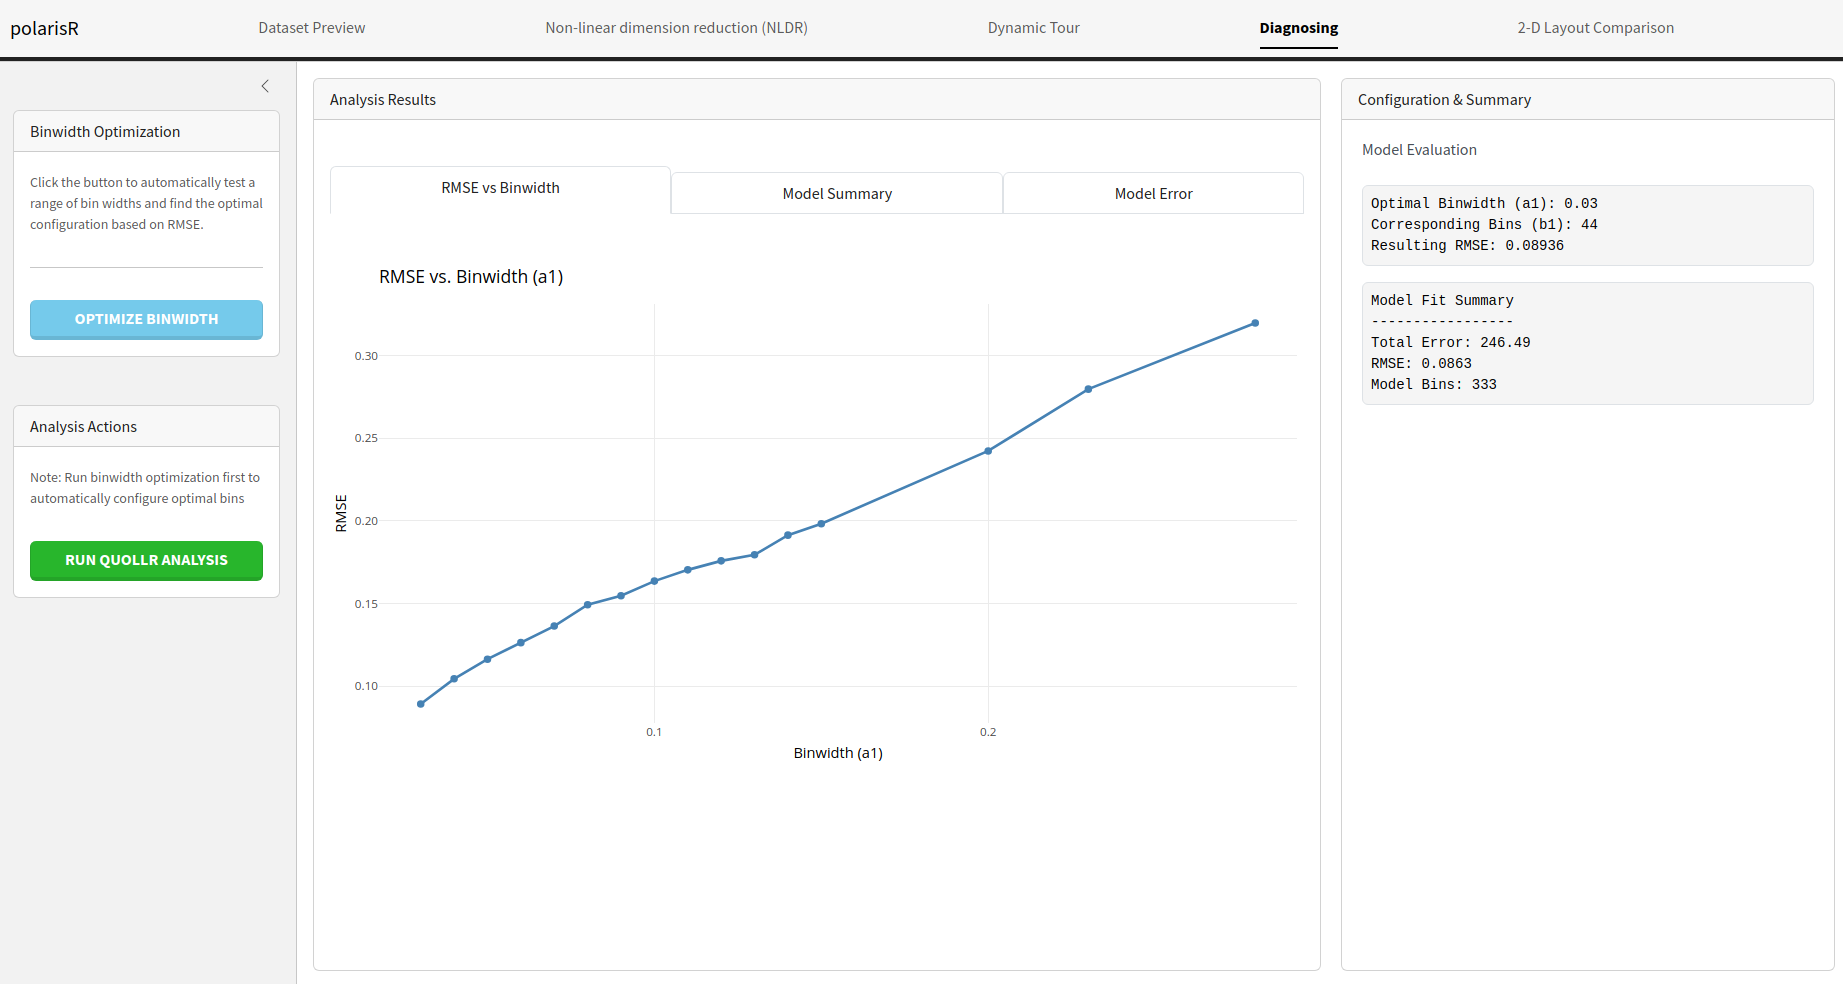 polarisR
Dataset Preview
Non-linear dimension reduction (NLDR)
Dynamic Tour
Diagnosing
2-D Layout Comparison
Binwidth Optimization
Click the button to automatically test a
range of bin widths and find the optimal
configuration based on RMSE.
OPTIMIZE BINWIDTH
Analysis Actions
Note: Run binwidth optimization first to
automatically configure optimal bins
RUN QUOLLR ANALYSIS
Analysis Results
RMSE vs Binwidth
Model Summary
Model Error
RMSE vs. Binwidth (a1)
RMSE
0.30
0.25
0.20
0.15
0.10
0.1
0.2
Binwidth (a1)
Configuration & Summary
Model Evaluation
Optimal Binwidth (a1): 0.03
Corresponding Bins (b1): 44
Resulting RMSE: 0.08936
Model Fit Summary
-----------------
Total Error: 246.49
RMSE: 0.0863
Model Bins: 333